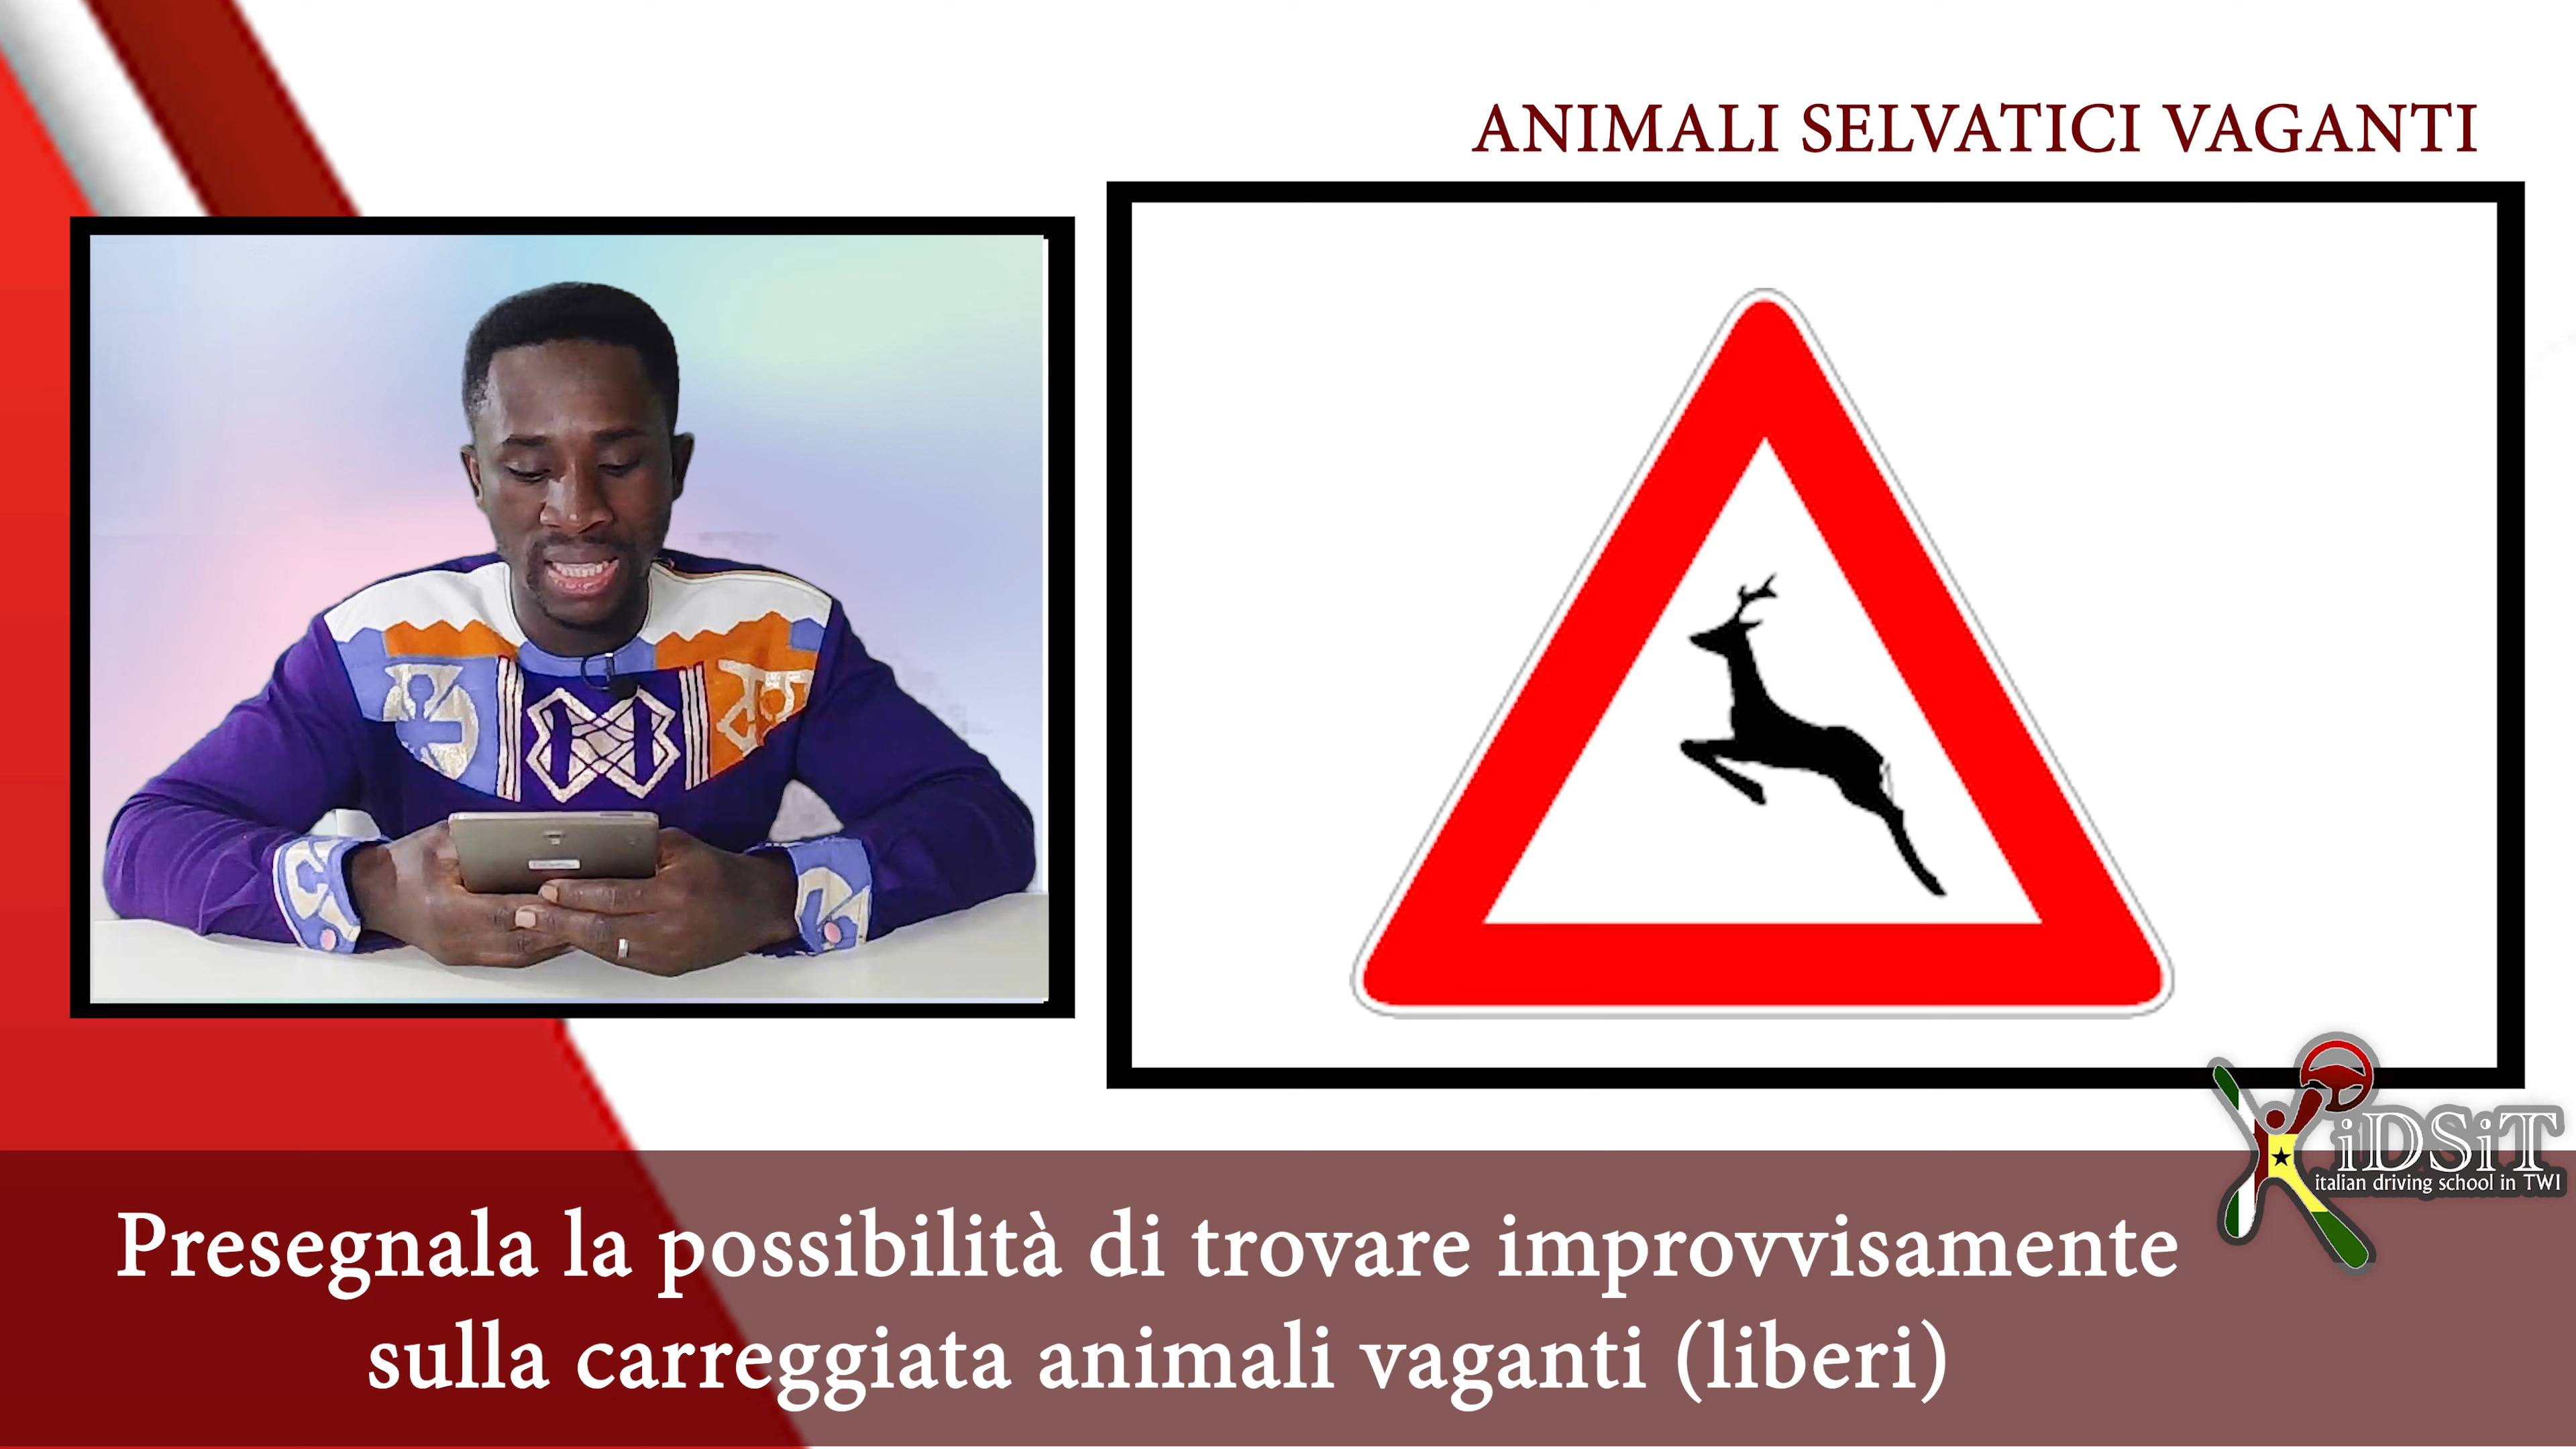 ANIMALI SELVATICI VAGANTI
iDSiT
italian driving school in TWI
Presegnala la possibilità di trovare improvvisamente
sulla carreggiata animali vaganti (liberi)